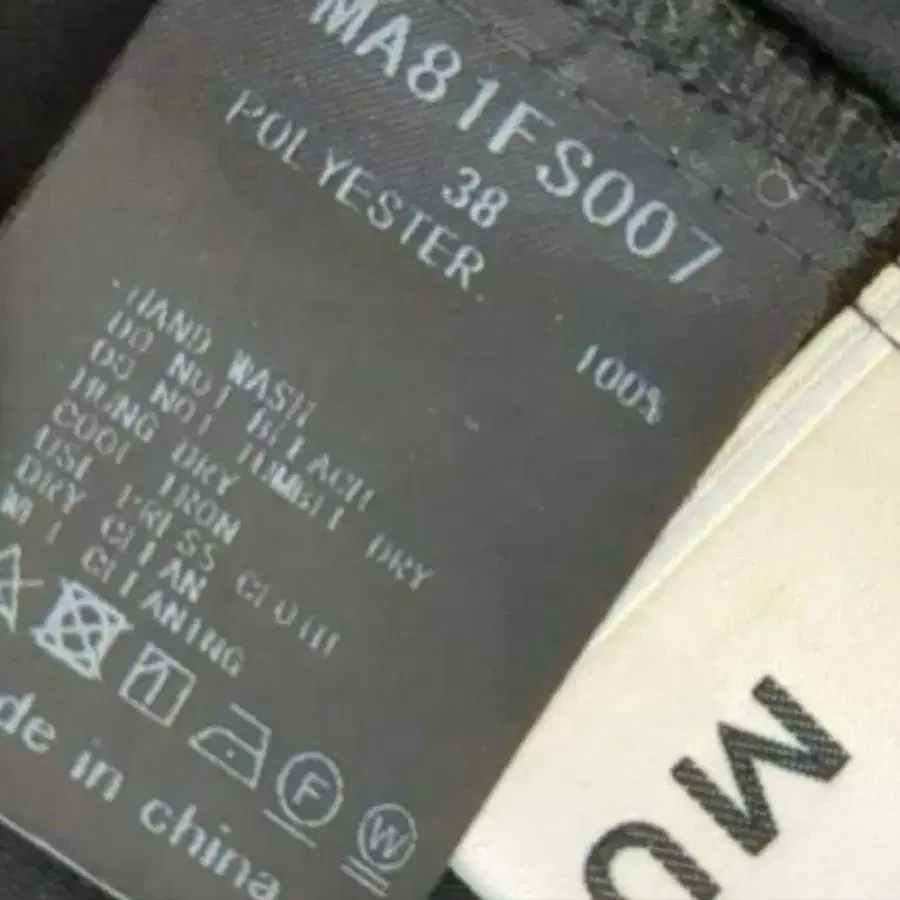 MA81FS007
38
POLYESTER 100%
HAND WASH
DO NOT BLEACH
DO NOT TUMBLE DRY
HUNG DRY
COOL IRON
USE PRESS CLOTH
DRY CLEAN
CLEANING
F
W
de in china
MU